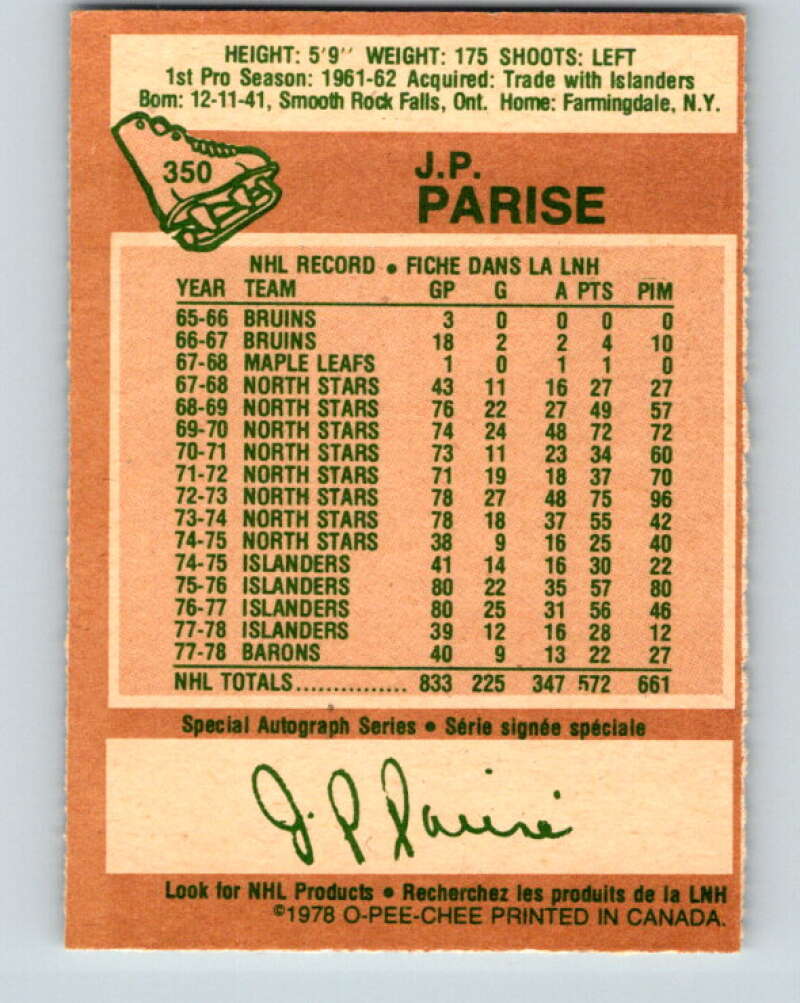 HEIGHT: 5'9" WEIGHT: 175 SHOOTS: LEFT
1st Pro Season: 1961-62 Acquired: Trade with Islanders
Born: 12-11-41, Smooth Rock Falls, Ont. Home: Farmingdale, N.Y.
350
J.P.
PARISE
NHL RECORD • FICHE DANS LA LNH
YEAR TEAM GP G A PTS PIM
65-66 BRUINS 3 0 0 0 0
66-67 BRUINS 18 2 2 4 10
67-68 MAPLE LEAFS 1 0 1 1 0
67-68 NORTH STARS 43 11 16 27 27
68-69 NORTH STARS 76 22 27 49 57
69-70 NORTH STARS 74 24 48 72 72
70-71 NORTH STARS 73 11 23 34 60
71-72 NORTH STARS 71 19 18 37 70
72-73 NORTH STARS 78 27 48 75 96
73-74 NORTH STARS 78 18 37 55 42
74-75 NORTH STARS 38 9 16 25 40
74-75 ISLANDERS 41 14 16 30 22
75-76 ISLANDERS 80 22 35 57 80
76-77 ISLANDERS 80 25 31 56 46
77-78 ISLANDERS 39 12 16 28 12
77-78 BARONS 40 9 13 22 27
NHL TOTALS............... 833 225 347 572 661
Special Autograph Series • Série signée spéciale
J. P. Parisé
Look for NHL Products • Recherchez les produits de la LNH
©1978 O-PEE-CHEE PRINTED IN CANADA.